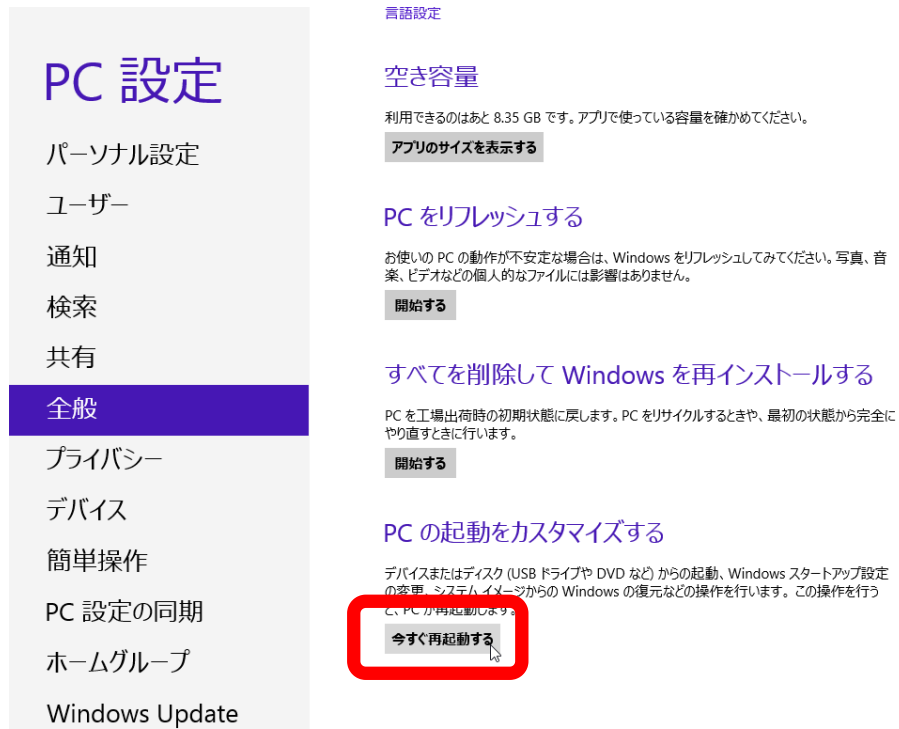 PC 設定
パーソナル設定
ユーザー
通知
検索
共有
全般
プライバシー
デバイス
簡単操作
PC 設定の同期
ホームグループ
Windows Update
言語設定
空き容量
利用できるのはあと 8.35 GB です。アプリで使っている容量を確かめてください。
アプリのサイズを表示する
PC をリフレッシュする
お使いの PC の動作が不安定な場合は、Windows をリフレッシュしてみてください。写真、音
楽、ビデオなどの個人的なファイルには影響はありません。
開始する
すべてを削除して Windows を再インストールする
PC を工場出荷時の初期状態に戻します。PC をリサイクルするときや、最初の状態から完全に
やり直すときに行います。
開始する
PC の起動をカスタマイズする
デバイスまたはディスク (USB ドライブや DVD など) からの起動、Windows スタートアップ設定
の変更、システム イメージからの Windows の復元などの操作を行います。この操作を行う
と、PC が再起動します。
今すぐ再起動する